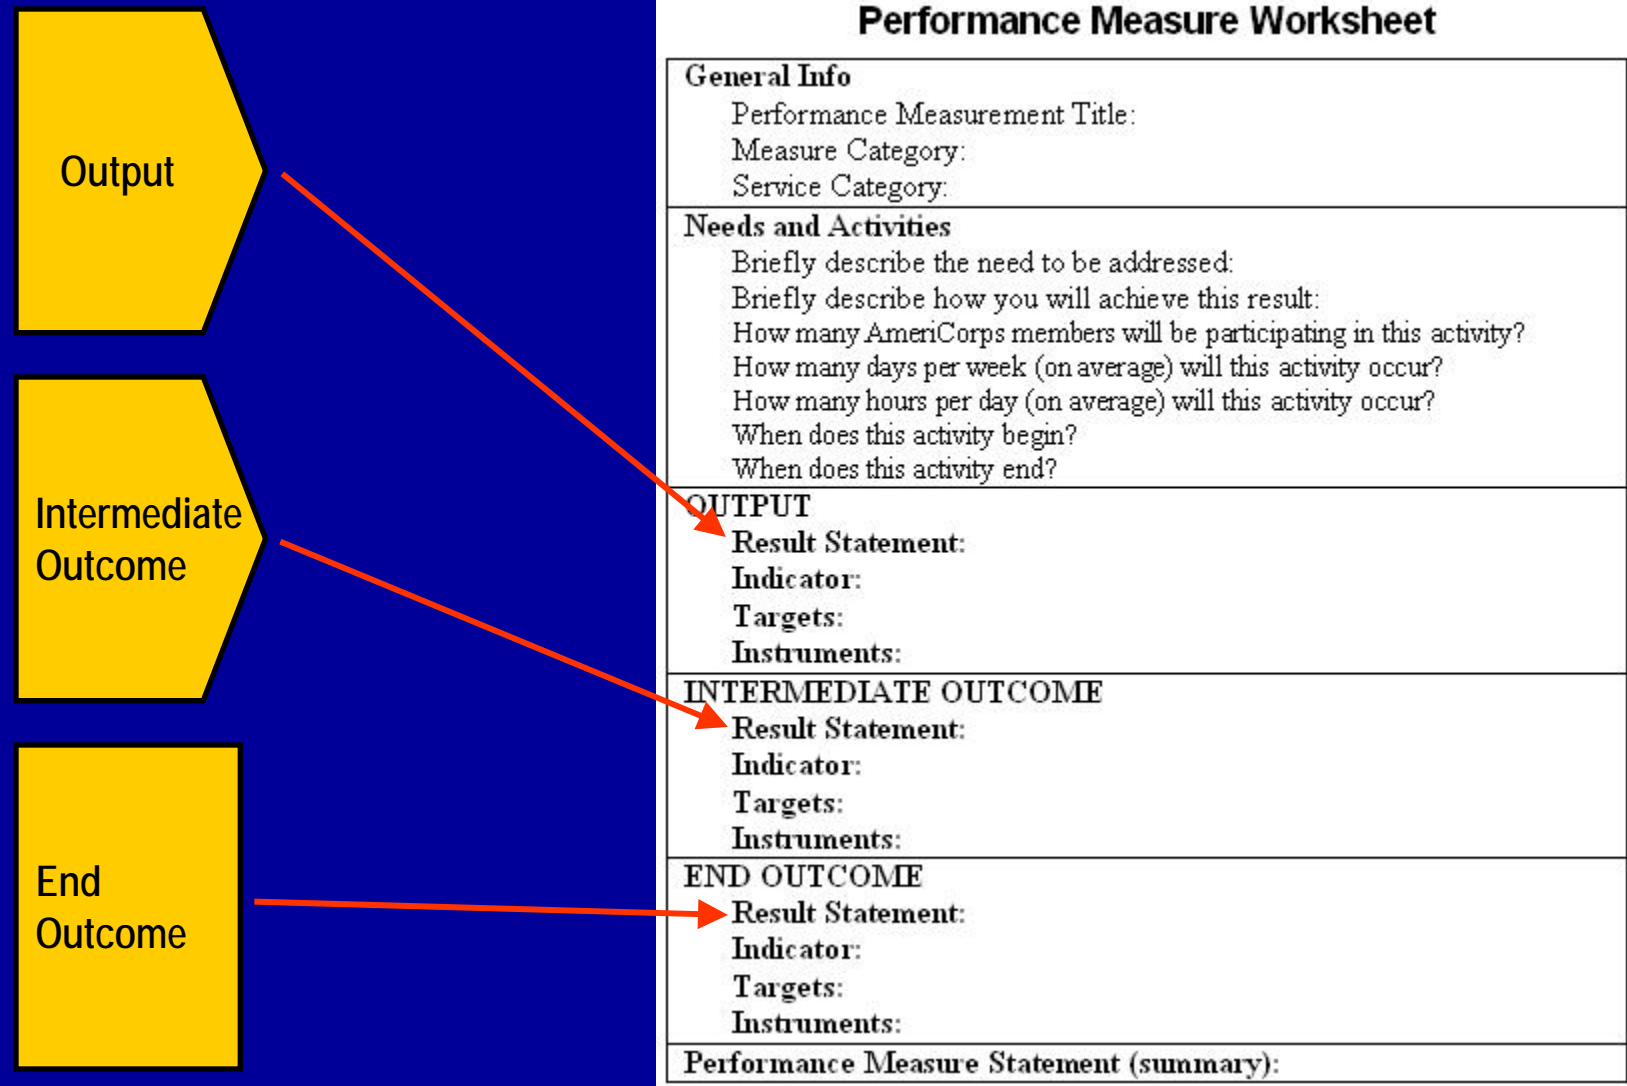 Output
Intermediate
Outcome
End
Outcome
Performance Measure Worksheet
General Info
Performance Measurement Title:
Measure Category:
Service Category:
Needs and Activities
Briefly describe the need to be addressed:
Briefly describe how you will achieve this result:
How many AmeriCorps members will be participating in this activity?
How many days per week (on average) will this activity occur?
How many hours per day (on average) will this activity occur?
When does this activity begin?
When does this activity end?
OUTPUT
Result Statement:
Indicator:
Targets:
Instruments:
INTERMEDIATE OUTCOME
Result Statement:
Indicator:
Targets:
Instruments:
END OUTCOME
Result Statement:
Indicator:
Targets:
Instruments:
Performance Measure Statement (summary):